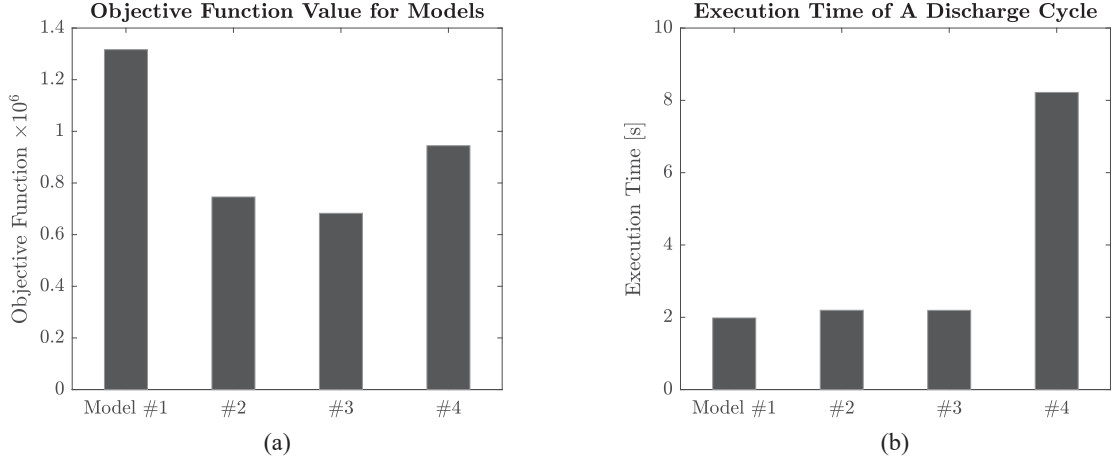 Objective Function Value for Models
Objective Function ×10⁶
1.4
1.2
1
0.8
0.6
0.4
0.2
0
Model #1 #2 #3 #4
(a)
Execution Time of A Discharge Cycle
Execution Time [s]
10
8
6
4
2
0
Model #1 #2 #3 #4
(b)